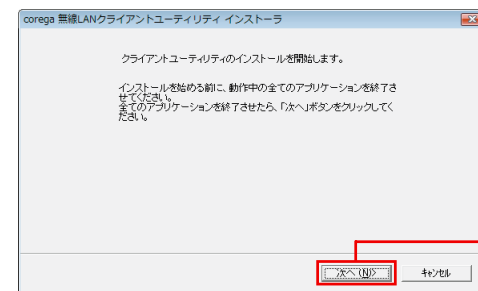 corega 無線LANクライアントユーティリティ インストーラ
クライアントユーティリティのインストールを開始します。
インストールを始める前に、動作中の全てのアプリケーションを終了さ
せてください。
全てのアプリケーションを終了させたら、「次へ」ボタンをクリックしてく
ださい。
次へ(N)>
キャンセル